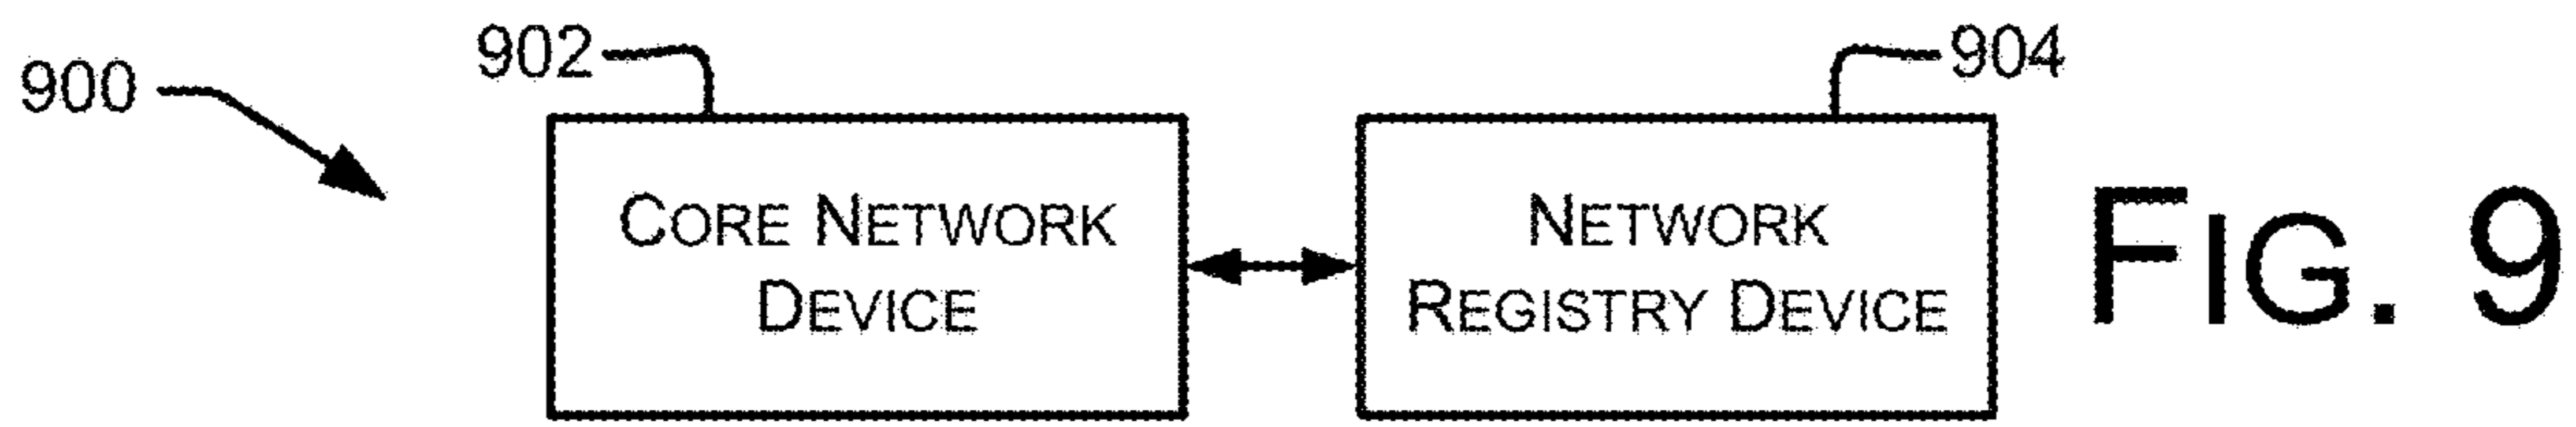 900
902
904
CORE NETWORK
DEVICE
NETWORK
REGISTRY DEVICE
FIG. 9